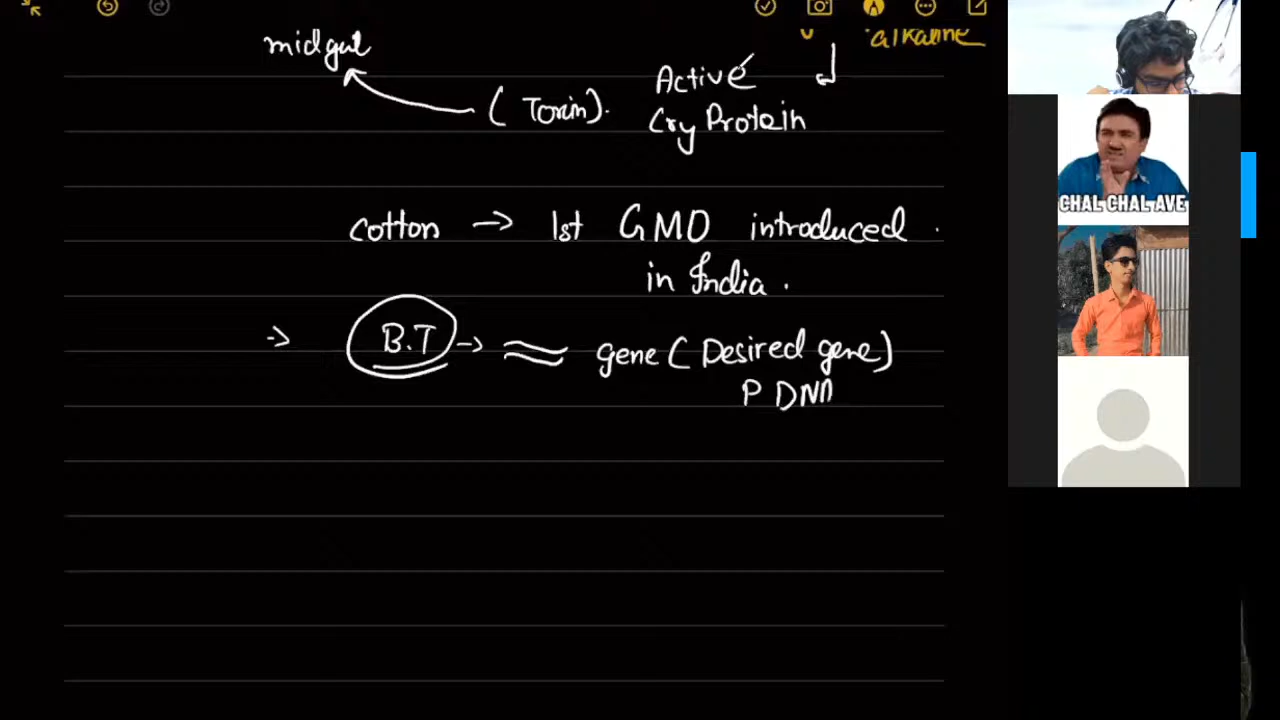 alkaline
midgut
Active
(Toxin).
Cry Protein
cotton → 1st GMO introduced.
in India.
→ B.T → gene (Desired gene)
P DNA
CHAL CHAL AVE